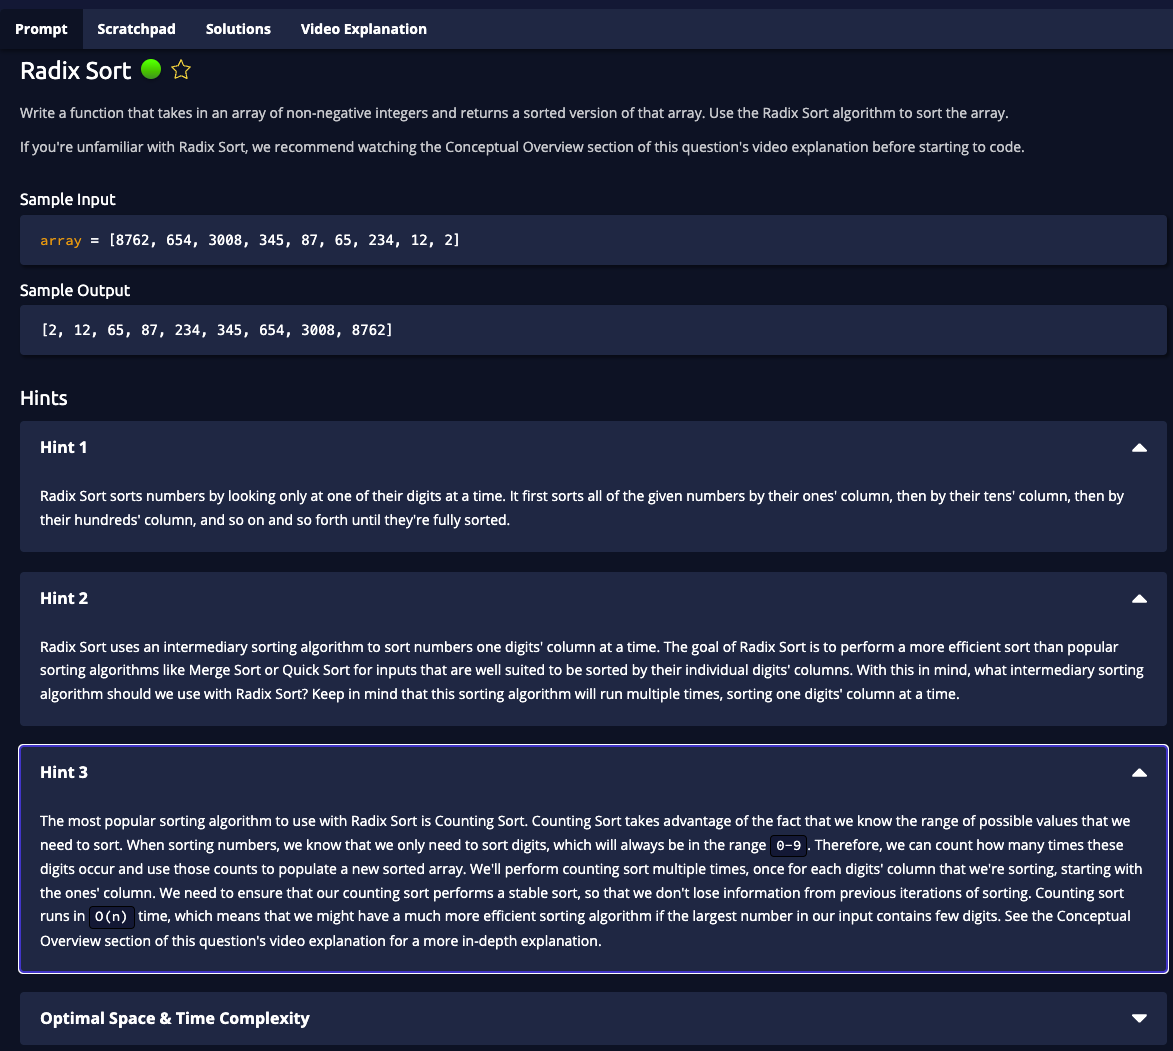 Prompt Scratchpad Solutions Video Explanation
Radix Sort
Write a function that takes in an array of non-negative integers and returns a sorted version of that array. Use the Radix Sort algorithm to sort the array.
If you're unfamiliar with Radix Sort, we recommend watching the Conceptual Overview section of this question's video explanation before starting to code.
Sample Input
array = [8762, 654, 3008, 345, 87, 65, 234, 12, 2]
Sample Output
[2, 12, 65, 87, 234, 345, 654, 3008, 8762]
Hints
Hint 1
Radix Sort sorts numbers by looking only at one of their digits at a time. It first sorts all of the given numbers by their ones' column, then by their tens' column, then by
their hundreds' column, and so on and so forth until they're fully sorted.
Hint 2
Radix Sort uses an intermediary sorting algorithm to sort numbers one digits' column at a time. The goal of Radix Sort is to perform a more efficient sort than popular
sorting algorithms like Merge Sort or Quick Sort for inputs that are well suited to be sorted by their individual digits' columns. With this in mind, what intermediary sorting
algorithm should we use with Radix Sort? Keep in mind that this sorting algorithm will run multiple times, sorting one digits' column at a time.
Hint 3
The most popular sorting algorithm to use with Radix Sort is Counting Sort. Counting Sort takes advantage of the fact that we know the range of possible values that we
need to sort. When sorting numbers, we know that we only need to sort digits, which will always be in the range 0-9. Therefore, we can count how many times these
digits occur and use those counts to populate a new sorted array. We'll perform counting sort multiple times, once for each digits' column that we're sorting, starting with
the ones' column. We need to ensure that our counting sort performs a stable sort, so that we don't lose information from previous iterations of sorting. Counting sort
runs in O(n) time, which means that we might have a much more efficient sorting algorithm if the largest number in our input contains few digits. See the Conceptual
Overview section of this question's video explanation for a more in-depth explanation.
Optimal Space & Time Complexity